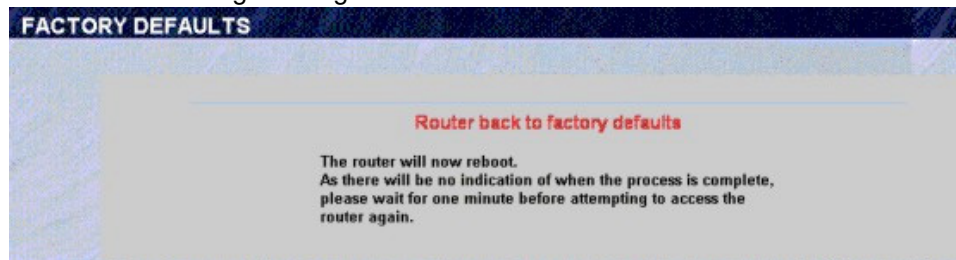 FACTORY DEFAULTS
Router back to factory defaults
The router will now reboot.
As there will be no indication of when the process is complete,
please wait for one minute before attempting to access the
router again.